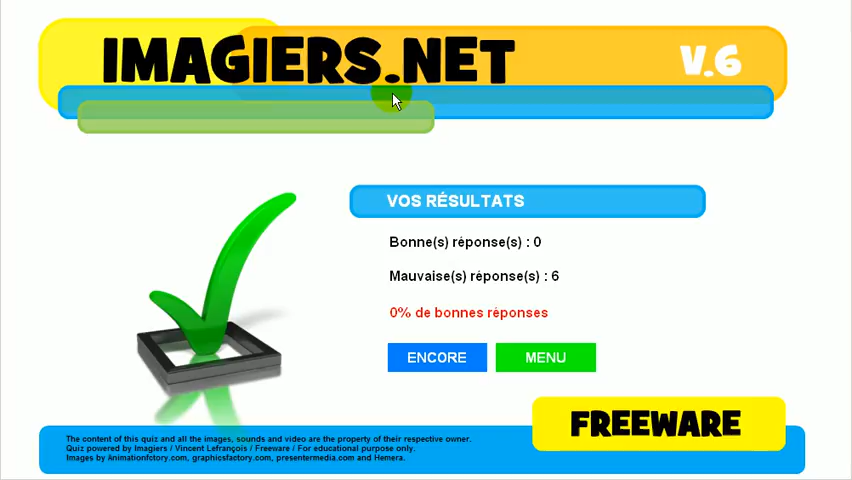 IMAGIERS.NET
V.6
VOS RÉSULTATS
Bonne(s) réponse(s) : 0
Mauvaise(s) réponse(s) : 6
0% de bonnes réponses
ENCORE
MENU
FREEWARE
The content of this quiz and all the images, sounds and video are the property of their respective owner.
Quiz powered by Imagiers / Vincent Lefrançois / Freeware / For educational purpose only.
Images by Animationfctory.com, graphicsfactory.com, presentermedia.com and Hemera.